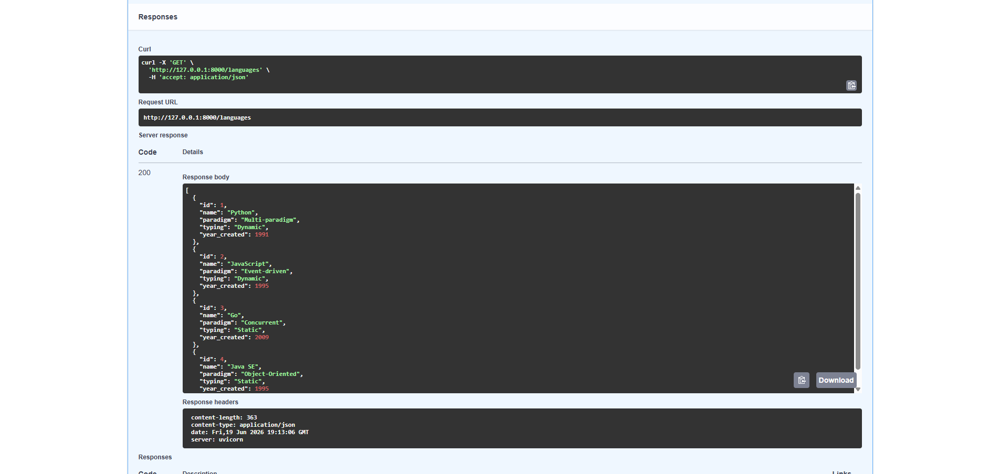 Responses
Curl
curl -X 'GET' \
  'http://127.0.0.1:8000/languages' \
  -H 'accept: application/json'
Request URL
http://127.0.0.1:8000/languages
Server response
Code Details
200
Response body
[
  {
    "id": 1,
    "name": "Python",
    "paradigm": "Multi-paradigm",
    "typing": "Dynamic",
    "year_created": 1991
  },
  {
    "id": 2,
    "name": "JavaScript",
    "paradigm": "Event-driven",
    "typing": "Dynamic",
    "year_created": 1995
  },
  {
    "id": 3,
    "name": "Go",
    "paradigm": "Concurrent",
    "typing": "Static",
    "year_created": 2009
  },
  {
    "id": 4,
    "name": "Java SE",
    "paradigm": "Object-Oriented",
    "typing": "Static",
    "year_created": 1995
Download
Response headers
content-length: 363
content-type: application/json
date: Fri,19 Jun 2026 19:13:06 GMT
server: uvicorn
Responses
Code Description Links